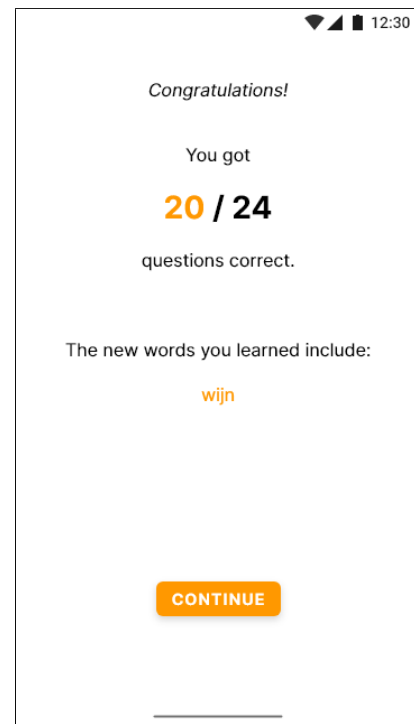 12:30
Congratulations!
You got
20 / 24
questions correct.
The new words you learned include:
wijn
CONTINUE